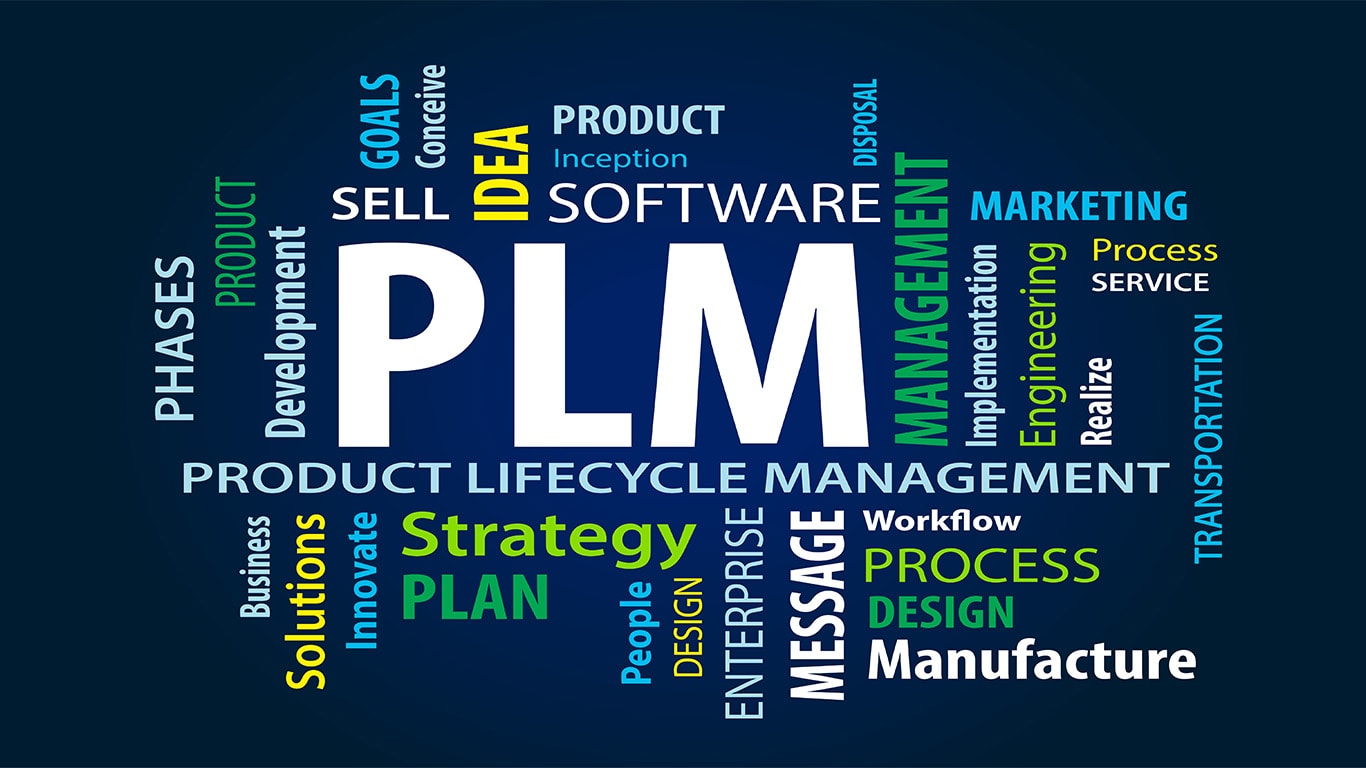 GOALS
Conceive
IDEA
PRODUCT
Inception
DISPOSAL
SELL
SOFTWARE
MANAGEMENT
MARKETING
PHASES
PRODUCT
Development
PLM
Implementation
Engineering
Process
SERVICE
Realize
TRANSPORTATION
PRODUCT LIFECYCLE MANAGEMENT
Business
Solutions
Innovate
Strategy
PLAN
People
DESIGN
ENTERPRISE
MESSAGE
Workflow
PROCESS
DESIGN
Manufacture